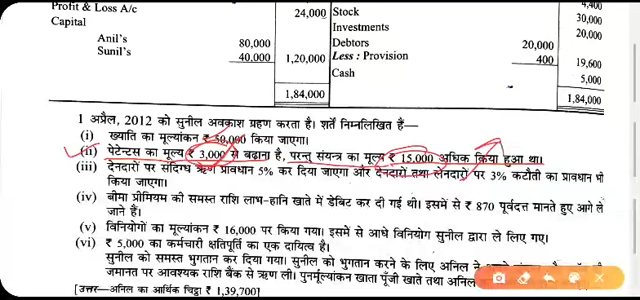 Profit & Loss A/c 24,000 Stock 4,400
Capital Investments 30,000
Anil's 80,000 Debtors 20,000 20,000
Sunil's 40,000 1,20,000 Less : Provision 400 19,600
Cash 5,000
1,84,000 1,84,000
1 अप्रैल, 2012 को सुनील अवकाश ग्रहण करता है। शर्तें निम्नलिखित हैं—
(i) ख्याति का मूल्यांकन ₹ 50,000 किया जाएगा।
(ii) पेटेन्ट्स का मूल्य ₹ 3,000 से बढ़ाना है, परन्तु संयन्त्र का मूल्य ₹ 15,000 अधिक किया हुआ था।
(iii) देनदारों पर संदिग्ध ऋण प्रावधान 5% कर दिया जाएगा और देनदारों तथा लेनदारों पर 3% कटौती का प्रावधान भी
किया जाएगा।
(iv) बीमा प्रीमियम की समस्त राशि लाभ-हानि खाते में डेबिट कर दी गई थी। इसमें से ₹ 870 पूर्वदत्त मानते हुए आगे ले
जाने हैं।
(v) विनियोगों का मूल्यांकन ₹ 16,000 पर किया गया। इसमें से आधे विनियोग सुनील द्वारा ले लिए गए।
(vi) ₹ 5,000 का कर्मचारी क्षतिपूर्ति का एक दायित्व है।
सुनील को समस्त भुगतान कर दिया गया। सुनील को भुगतान करने के लिए अनिल ने
जमानत पर आवश्यक राशि बैंक से ऋण ली। पुनर्मूल्यांकन खाता पूँजी खाते तथा अनिल
[उत्तर—अनिल का आर्थिक चिट्ठा ₹ 1,39,700]